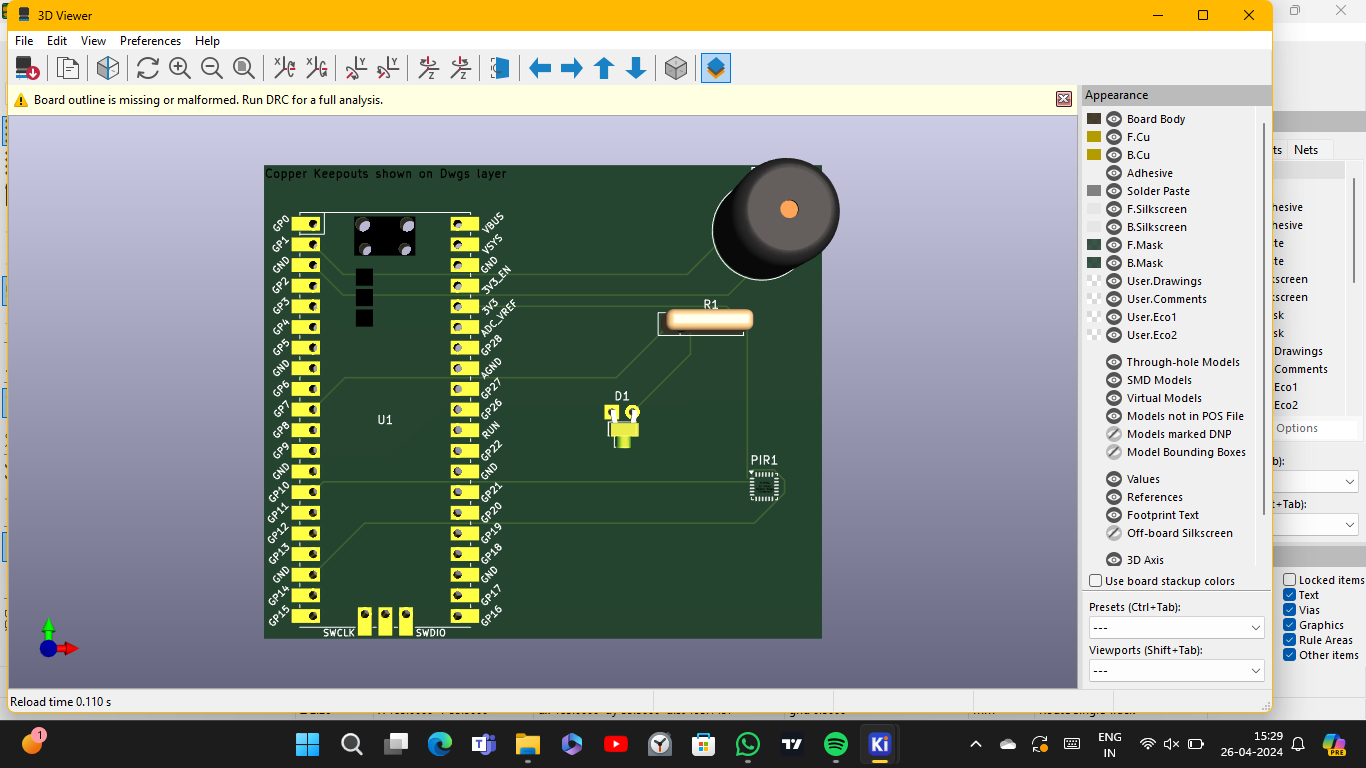 3D Viewer
File Edit View Preferences Help
Board outline is missing or malformed. Run DRC for a full analysis.
Copper Keepouts shown on Dwgs layer
GP0
GP1
GND
GP2
GP3
GP4
GP5
GND
GP6
GP7
GP8
GP9
GND
GP10
GP11
GP12
GP13
GND
GP14
GP15
U1
SWCLK SWDIO
VBUS
VSYS
GND
3V3_EN
3V3
ADC_VREF
GP28
AGND
GP27
GP26
RUN
GP22
GND
GP21
GP20
GP19
GP18
GND
GP17
GP16
R1
D1
PIR1
Appearance
Board Body
F.Cu
B.Cu
Adhesive
Solder Paste
F.Silkscreen
B.Silkscreen
F.Mask
B.Mask
User.Drawings
User.Comments
User.Eco1
User.Eco2
Through-hole Models
SMD Models
Virtual Models
Models not in POS File
Models marked DNP
Model Bounding Boxes
Values
References
Footprint Text
Off-board Silkscreen
3D Axis
Use board stackup colors
Presets (Ctrl+Tab):
---
Viewports (Shift+Tab):
---
ts Nets
hesive
hesive
te
te
kscreen
kscreen
sk
sk
Drawings
Comments
Eco1
Eco2
Options
b):
t+Tab):
Locked items
Text
Vias
Graphics
Rule Areas
Other items
Reload time 0.110 s
1
Ki
ENG
IN
15:29
26-04-2024
PRE